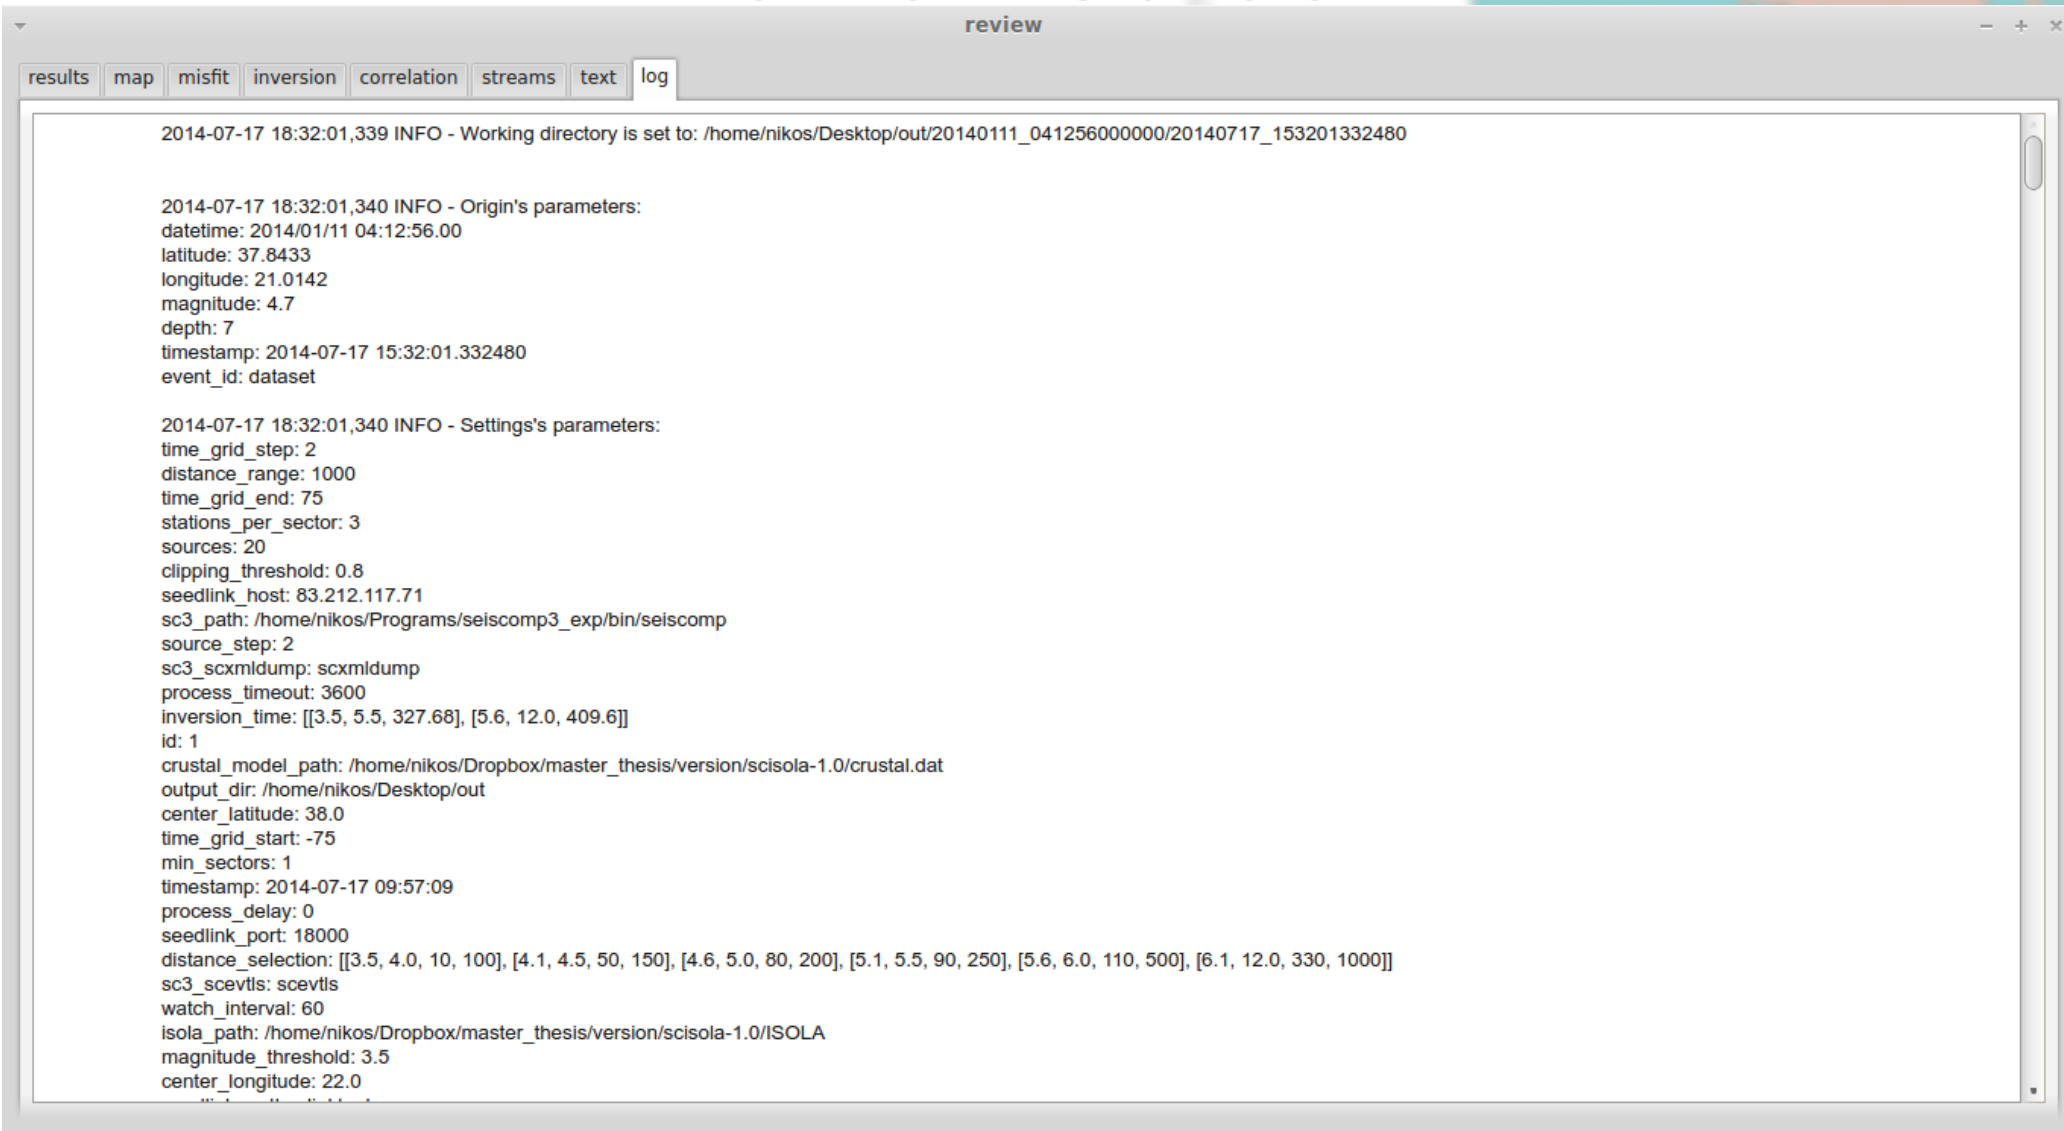 review
results map misfit inversion correlation streams text log
2014-07-17 18:32:01,339 INFO - Working directory is set to: /home/nikos/Desktop/out/20140111_041256000000/20140717_153201332480
2014-07-17 18:32:01,340 INFO - Origin's parameters:
datetime: 2014/01/11 04:12:56.00
latitude: 37.8433
longitude: 21.0142
magnitude: 4.7
depth: 7
timestamp: 2014-07-17 15:32:01.332480
event_id: dataset
2014-07-17 18:32:01,340 INFO - Settings's parameters:
time_grid_step: 2
distance_range: 1000
time_grid_end: 75
stations_per_sector: 3
sources: 20
clipping_threshold: 0.8
seedlink_host: 83.212.117.71
sc3_path: /home/nikos/Programs/seiscomp3_exp/bin/seiscomp
source_step: 2
sc3_scxmldump: scxmldump
process_timeout: 3600
inversion_time: [[3.5, 5.5, 327.68], [5.6, 12.0, 409.6]]
id: 1
crustal_model_path: /home/nikos/Dropbox/master_thesis/version/scisola-1.0/crustal.dat
output_dir: /home/nikos/Desktop/out
center_latitude: 38.0
time_grid_start: -75
min_sectors: 1
timestamp: 2014-07-17 09:57:09
process_delay: 0
seedlink_port: 18000
distance_selection: [[3.5, 4.0, 10, 100], [4.1, 4.5, 50, 150], [4.6, 5.0, 80, 200], [5.1, 5.5, 90, 250], [5.6, 6.0, 110, 500], [6.1, 12.0, 330, 1000]]
sc3_scevtls: scevtls
watch_interval: 60
isola_path: /home/nikos/Dropbox/master_thesis/version/scisola-1.0/ISOLA
magnitude_threshold: 3.5
center_longitude: 22.0